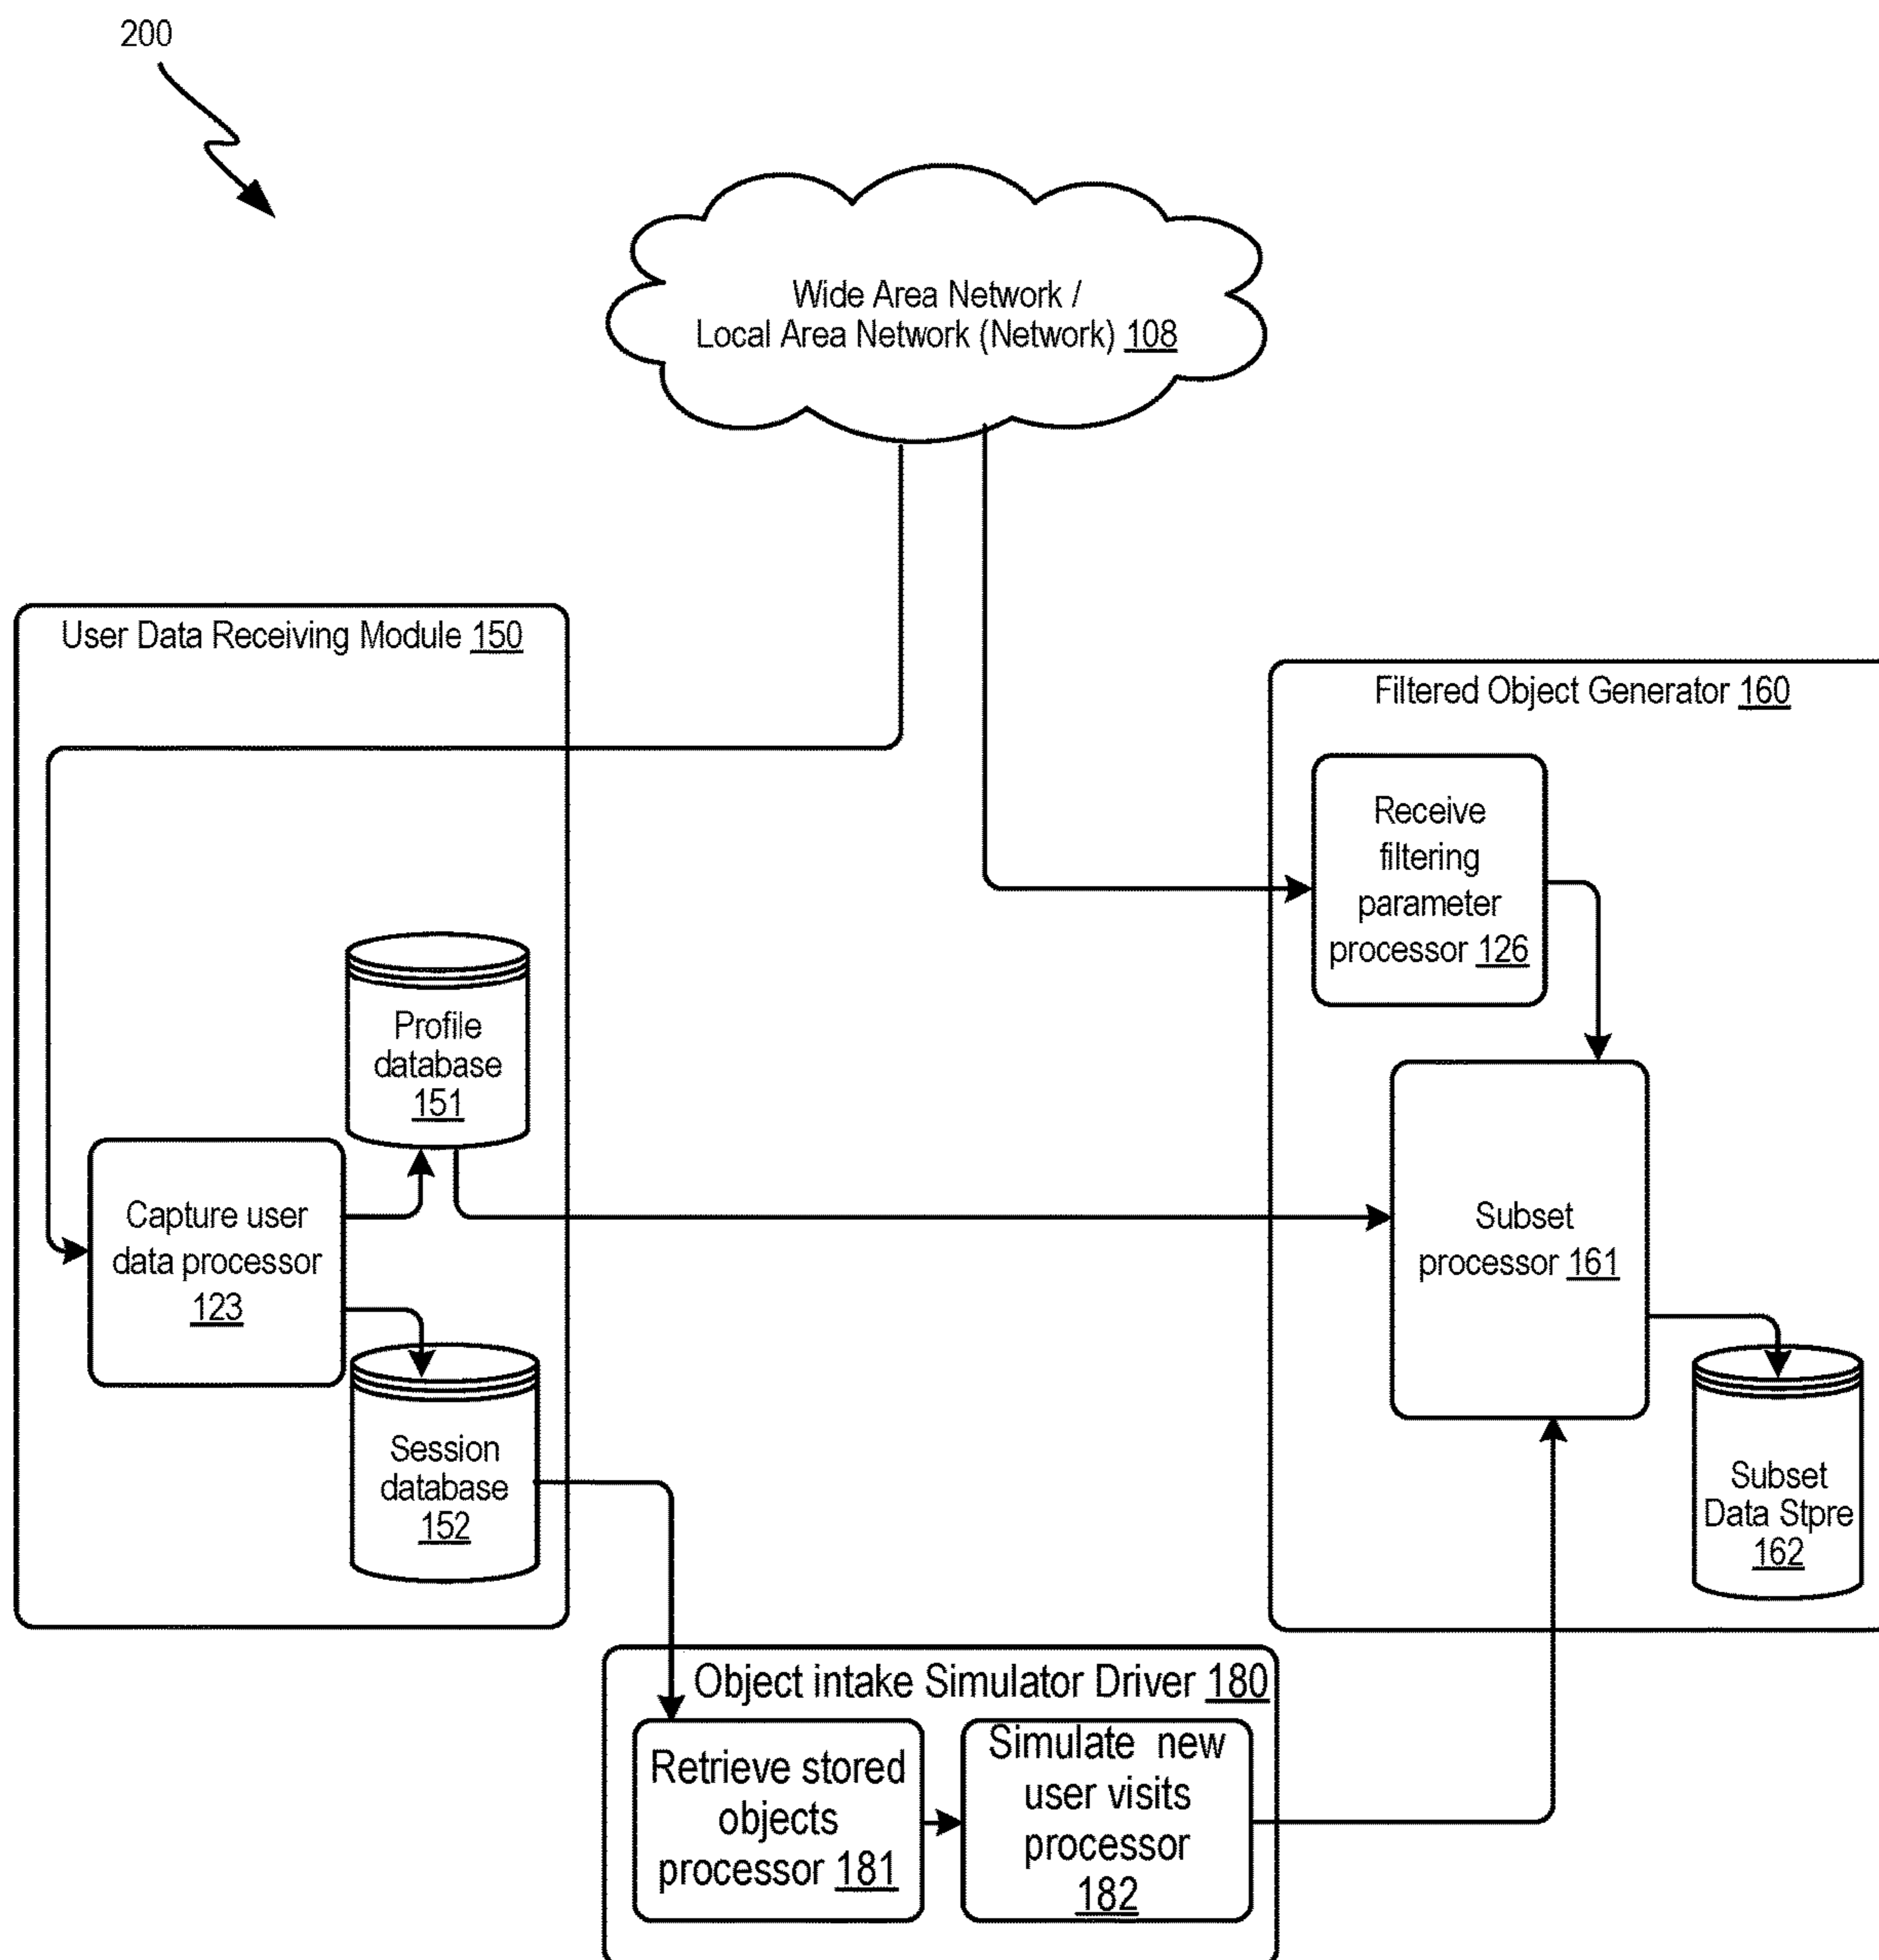 200
Wide Area Network /
Local Area Network (Network) 108
User Data Receiving Module 150
Filtered Object Generator 160
Receive
filtering
parameter
processor 126
Profile
database
151
Capture user
data processor
123
Subset
processor 161
Session
database
152
Subset
Data Stpre
162
Object intake Simulator Driver 180
Retrieve stored
objects
processor 181
Simulate new
user visits
processor
182